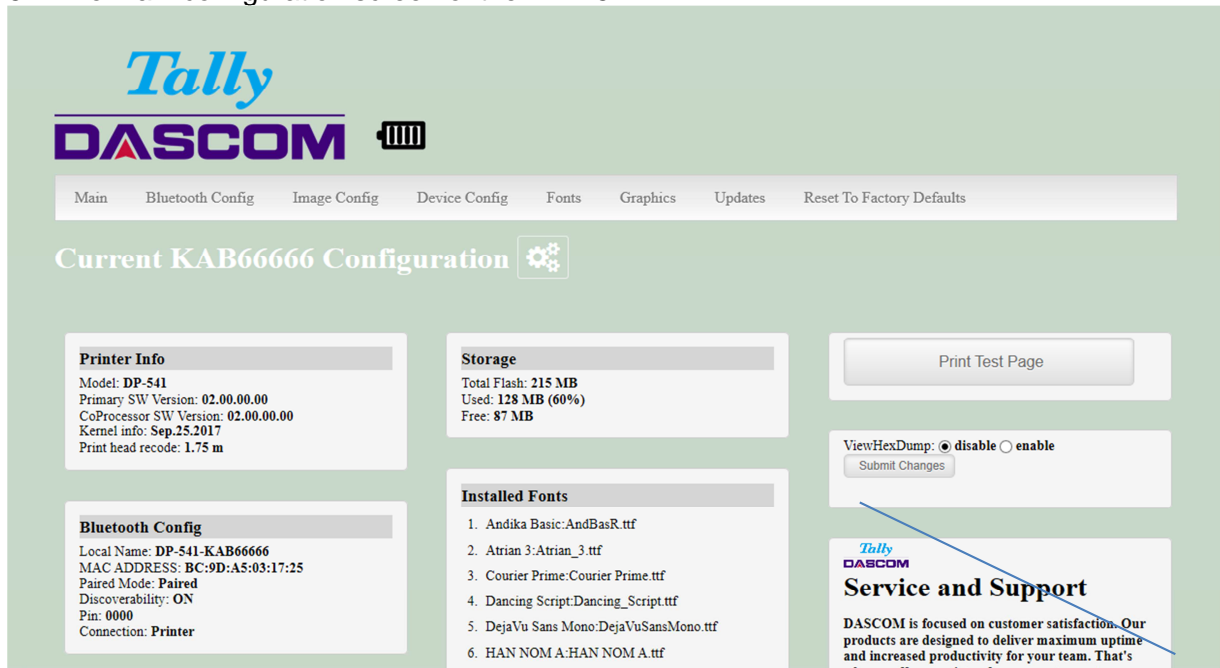 Tally
DASCOM
Main Bluetooth Config Image Config Device Config Fonts Graphics Updates Reset To Factory Defaults
Current KAB66666 Configuration
Printer Info
Model: DP-541
Primary SW Version: 02.00.00.00
CoProcessor SW Version: 02.00.00.00
Kernel info: Sep.25.2017
Print head recode: 1.75 m
Bluetooth Config
Local Name: DP-541-KAB66666
MAC ADDRESS: BC:9D:A5:03:17:25
Paired Mode: Paired
Discoverability: ON
Pin: 0000
Connection: Printer
Storage
Total Flash: 215 MB
Used: 128 MB (60%)
Free: 87 MB
Installed Fonts
1. Andika Basic:AndBasR.ttf
2. Atrian 3:Atrian_3.ttf
3. Courier Prime:Courier Prime.ttf
4. Dancing Script:Dancing_Script.ttf
5. DejaVu Sans Mono:DejaVuSansMono.ttf
6. HAN NOM A:HAN NOM A.ttf
Print Test Page
ViewHexDump: disable enable
Submit Changes
Tally
DASCOM
Service and Support
DASCOM is focused on customer satisfaction. Our
products are designed to deliver maximum uptime
and increased productivity for your team. That's